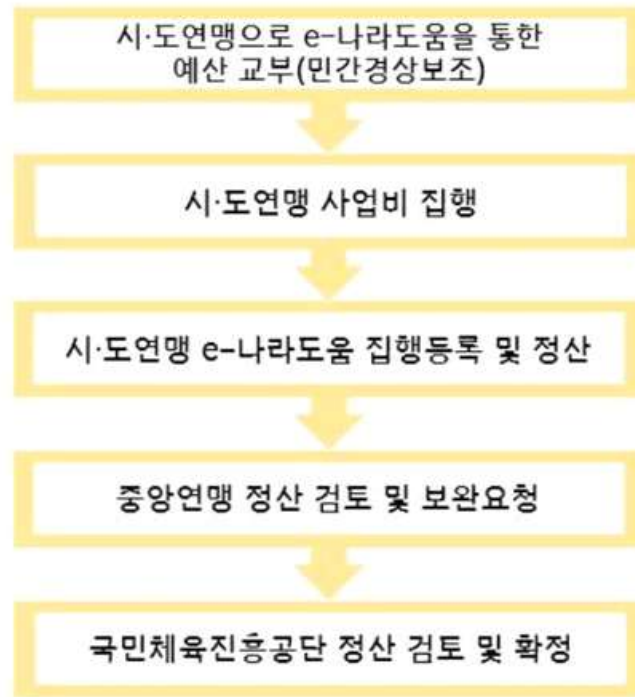 시·도연맹으로 e-나라도움을 통한
예산 교부(민간경상보조)
시·도연맹 사업비 집행
시·도연맹 e-나라도움 집행등록 및 정산
중앙연맹 정산 검토 및 보완요청
국민체육진흥공단 정산 검토 및 확정